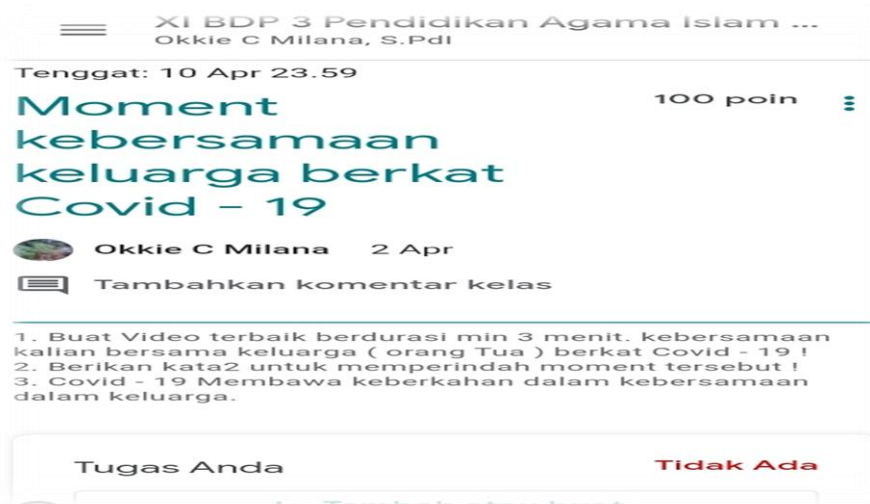 XI BDP 3 Pendidikan Agama Islam ...
Okkie C Milana, S.PdI
Tenggat: 10 Apr 23.59
Moment
kebersamaan
keluarga berkat
Covid - 19
100 poin
Okkie C Milana 2 Apr
Tambahkan komentar kelas
1. Buat Video terbaik berdurasi min 3 menit. kebersamaan
kalian bersama keluarga ( orang Tua ) berkat Covid - 19 !
2. Berikan kata2 untuk memperindah moment tersebut !
3. Covid - 19 Membawa keberkahan dalam kebersamaan
dalam keluarga.
Tugas Anda
Tidak Ada